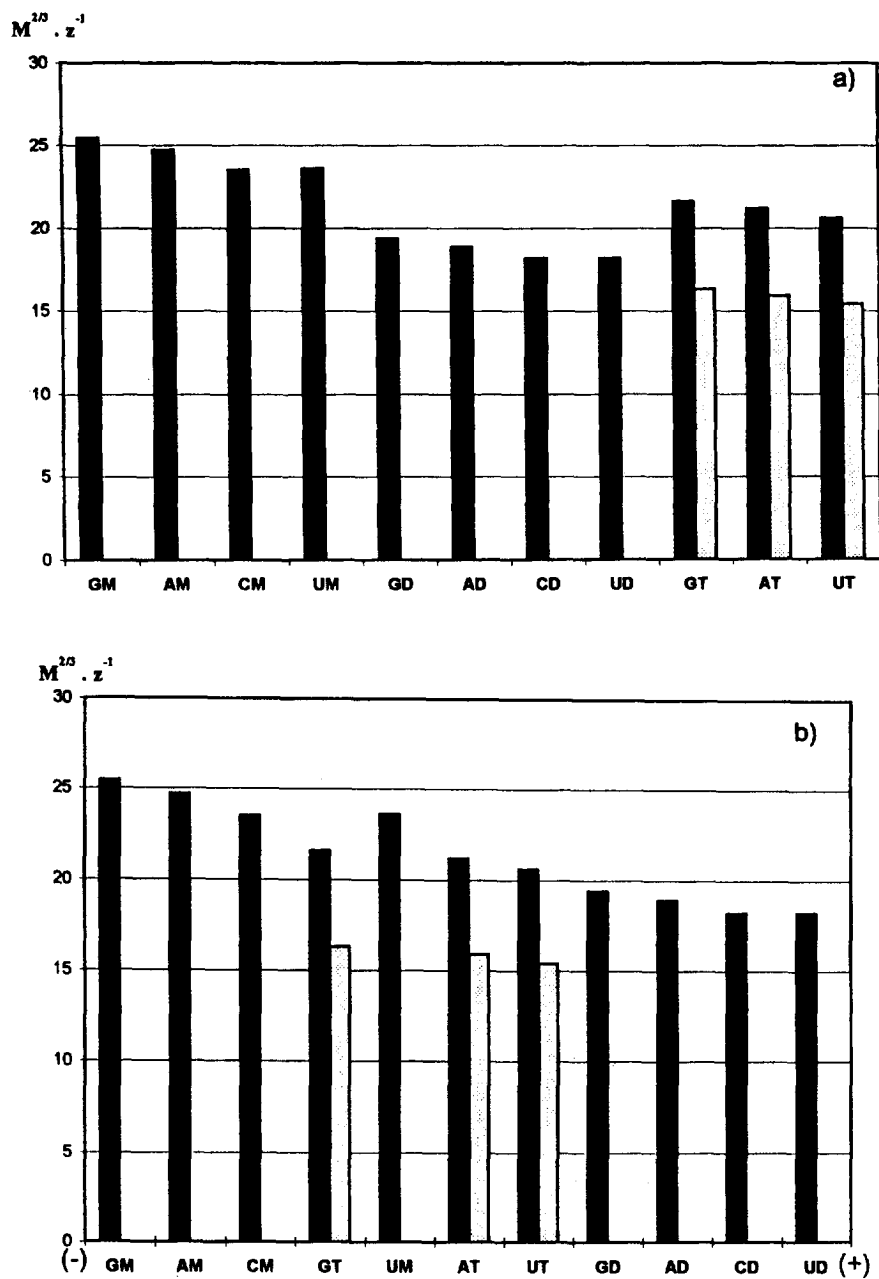 M^2/3 . z^-1
30
a)
25
20
15
10
5
0
GM AM CM UM GD AD CD UD GT AT UT
M^2/3 . z^-1
30
b)
25
20
15
10
5
0
(-) GM AM CM GT UM AT UT GD AD CD UD (+)